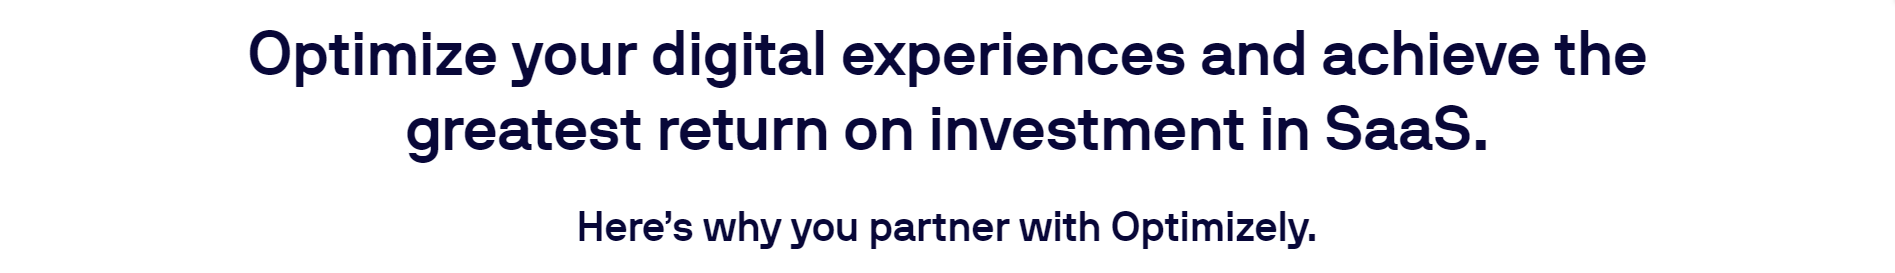 Optimize your digital experiences and achieve the
greatest return on investment in SaaS.
Here’s why you partner with Optimizely.